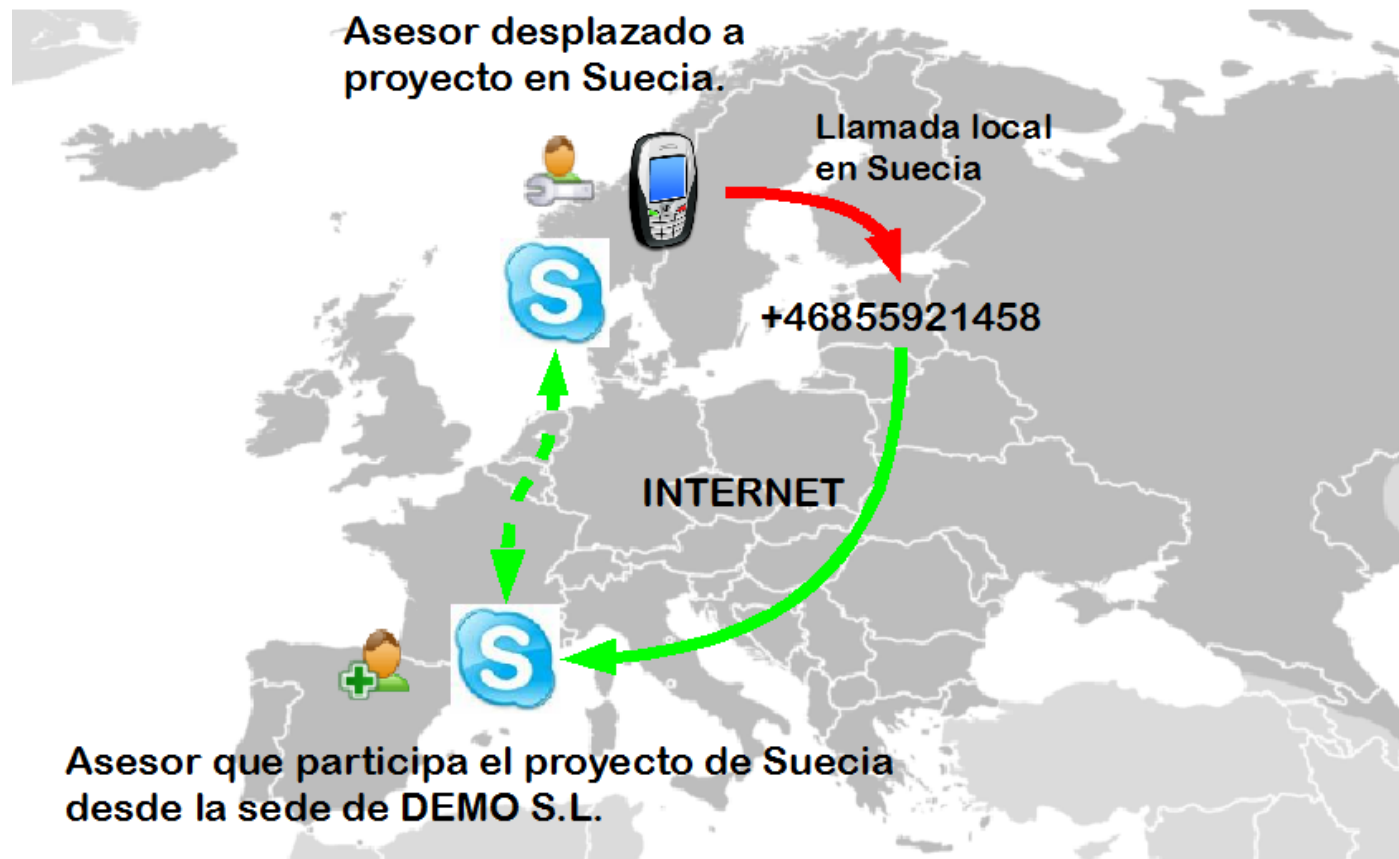 Asesor desplazado a
proyecto en Suecia.
Llamada local
en Suecia
S
+46855921458
INTERNET
S
Asesor que participa el proyecto de Suecia
desde la sede de DEMO S.L.